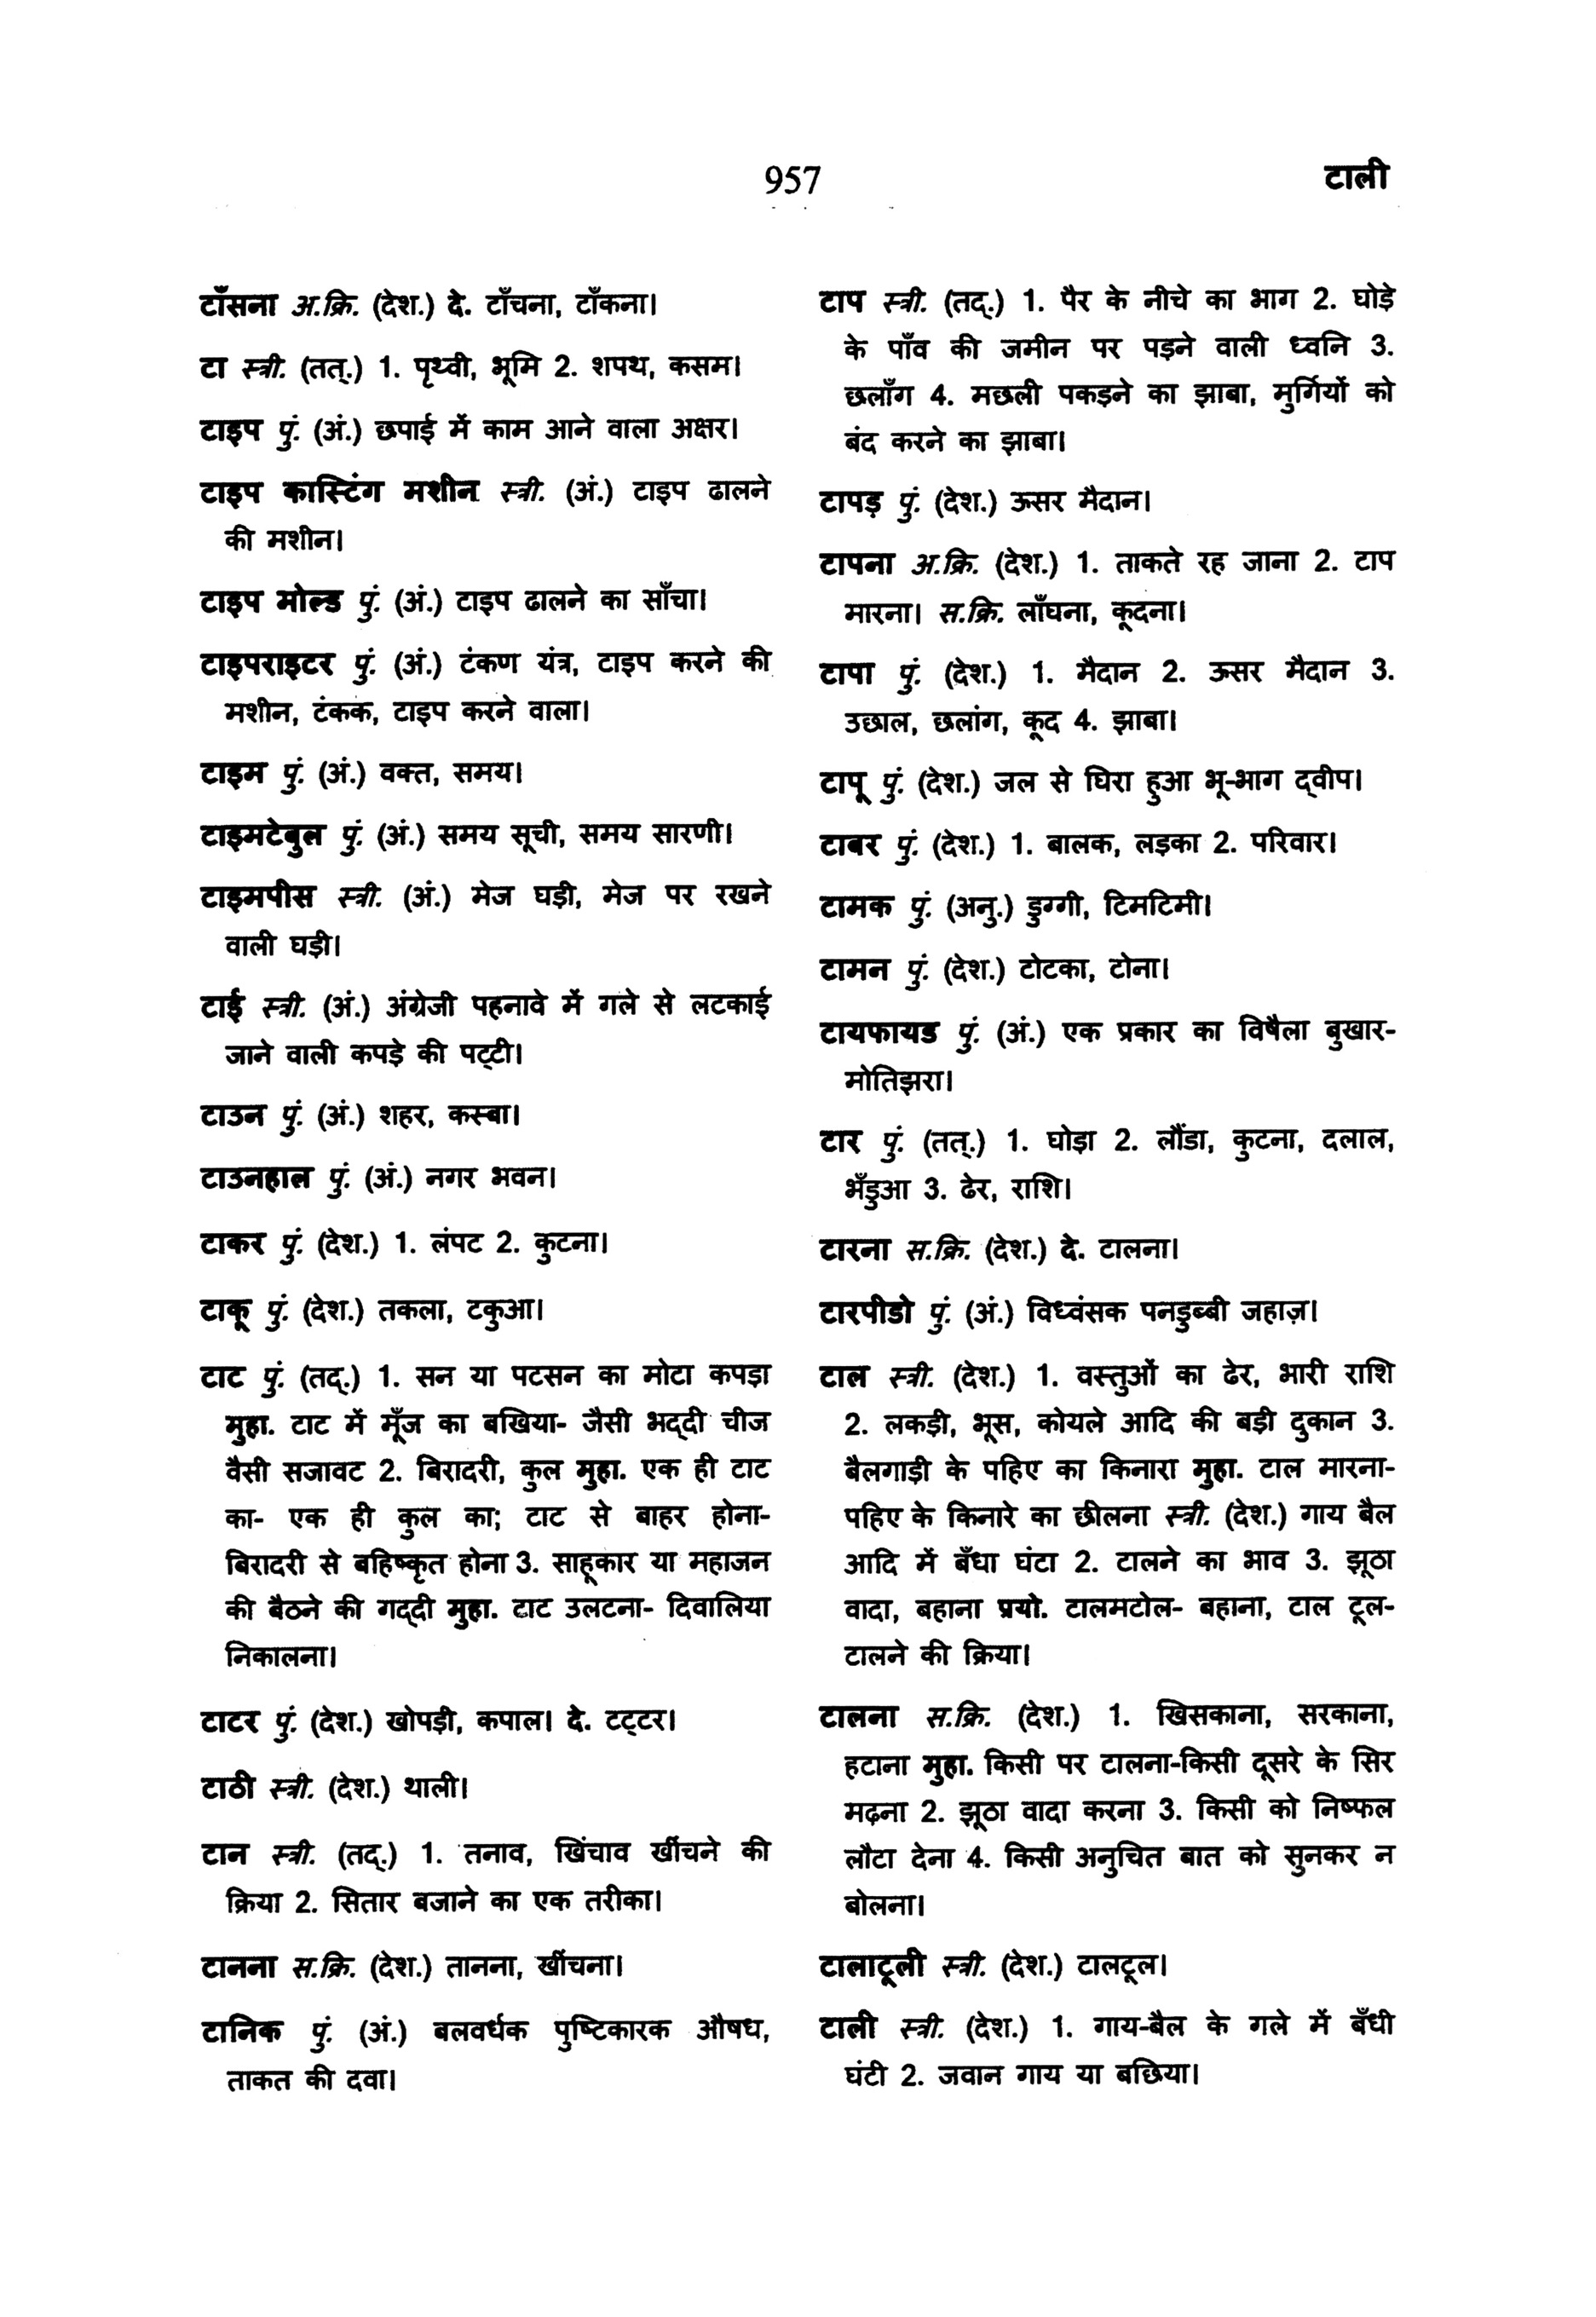 957
टाली
टाँसना अ.क्रि. (देश.) दे. टाँचना, टाँकना।
टा स्त्री. (तत्.) 1. पृथ्वी, भूमि 2. शपथ, कसम।
टाइप पुं. (अं.) छपाई में काम आने वाला अक्षर।
टाइप कास्टिंग मशीन स्त्री. (अं.) टाइप ढालने
की मशीन।
टाइप मोल्ड पुं. (अं.) टाइप ढालने का साँचा।
टाइपराइटर पुं. (अं.) टंकण यंत्र, टाइप करने की
मशीन, टंकक, टाइप करने वाला।
टाइम पुं. (अं.) वक्त, समय।
टाइमटेबुल पुं. (अं.) समय सूची, समय सारणी।
टाइमपीस स्त्री. (अं.) मेज घड़ी, मेज पर रखने
वाली घड़ी।
टाई स्त्री. (अं.) अंग्रेजी पहनावे में गले से लटकाई
जाने वाली कपड़े की पट्‌टी।
टाउन पुं. (अं.) शहर, कस्बा।
टाउनहाल पुं. (अं.) नगर भवन।
टाकर पुं. (देश.) 1. लंपट 2. कुटना।
टाकू पुं. (देश.) तकला, टकुआ।
टाट पुं. (तद्.) 1. सन या पटसन का मोटा कपड़ा
मुहा. टाट में मूँज का बखिया- जैसी भद्‌दी चीज
वैसी सजावट 2. बिरादरी, कुल मुहा. एक ही टाट
का- एक ही कुल का; टाट से बाहर होना-
बिरादरी से बहिष्कृत होना 3. साहूकार या महाजन
की बैठने की गद्‌दी मुहा. टाट उलटना- दिवालिया
निकालना।
टाटर पुं. (देश.) खोपड़ी, कपाल। दे. टट्‌टर।
टाठी स्त्री. (देश.) थाली।
टान स्त्री. (तद्.) 1. तनाव, खिंचाव खींचने की
क्रिया 2. सितार बजाने का एक तरीका।
टानना स.क्रि. (देश.) तानना, खींचना।
टानिक पुं. (अं.) बलवर्धक पुष्टिकारक औषध,
ताकत की दवा।
टाप स्त्री. (तद्.) 1. पैर के नीचे का भाग 2. घोड़े
के पाँव की जमीन पर पड़ने वाली ध्वनि 3.
छलाँग 4. मछली पकड़ने का झाबा, मुर्गियों को
बंद करने का झाबा।
टापड़ पुं. (देश.) ऊसर मैदान।
टापना अ.क्रि. (देश.) 1. ताकते रह जाना 2. टाप
मारना। स.क्रि. लाँघना, कूदना।
टापा पुं. (देश.) 1. मैदान 2. ऊसर मैदान 3.
उछाल, छलांग, कूद 4. झाबा।
टापू पुं. (देश.) जल से घिरा हुआ भू-भाग द्‌वीप।
टाबर पुं. (देश.) 1. बालक, लड़का 2. परिवार।
टामक पुं. (अनु.) डुग्गी, टिमटिमी।
टामन पुं. (देश.) टोटका, टोना।
टायफायड पुं. (अं.) एक प्रकार का विषैला बुखार-
मोतिझरा।
टार पुं. (तत्.) 1. घोड़ा 2. लौंडा, कुटना, दलाल,
भँडुआ 3. ढेर, राशि।
टारना स.क्रि. (देश.) दे. टालना।
टारपीडो पुं. (अं.) विध्वंसक पनडुब्बी जहाज़।
टाल स्त्री. (देश.) 1. वस्तुओं का ढेर, भारी राशि
2. लकड़ी, भूस, कोयले आदि की बड़ी दुकान 3.
बैलगाड़ी के पहिए का किनारा मुहा. टाल मारना-
पहिए के किनारे का छीलना स्त्री. (देश.) गाय बैल
आदि में बँधा घंटा 2. टालने का भाव 3. झूठा
वादा, बहाना प्रयो. टालमटोल- बहाना, टाल टूल-
टालने की क्रिया।
टालना स.क्रि. (देश.) 1. खिसकाना, सरकाना,
हटाना मुहा. किसी पर टालना-किसी दूसरे के सिर
मढ़ना 2. झूठा वादा करना 3. किसी को निष्फल
लौटा देना 4. किसी अनुचित बात को सुनकर न
बोलना।
टालाटूली स्त्री. (देश.) टालटूल।
टाली स्त्री. (देश.) 1. गाय-बैल के गले में बँधी
घंटी 2. जवान गाय या बछिया।